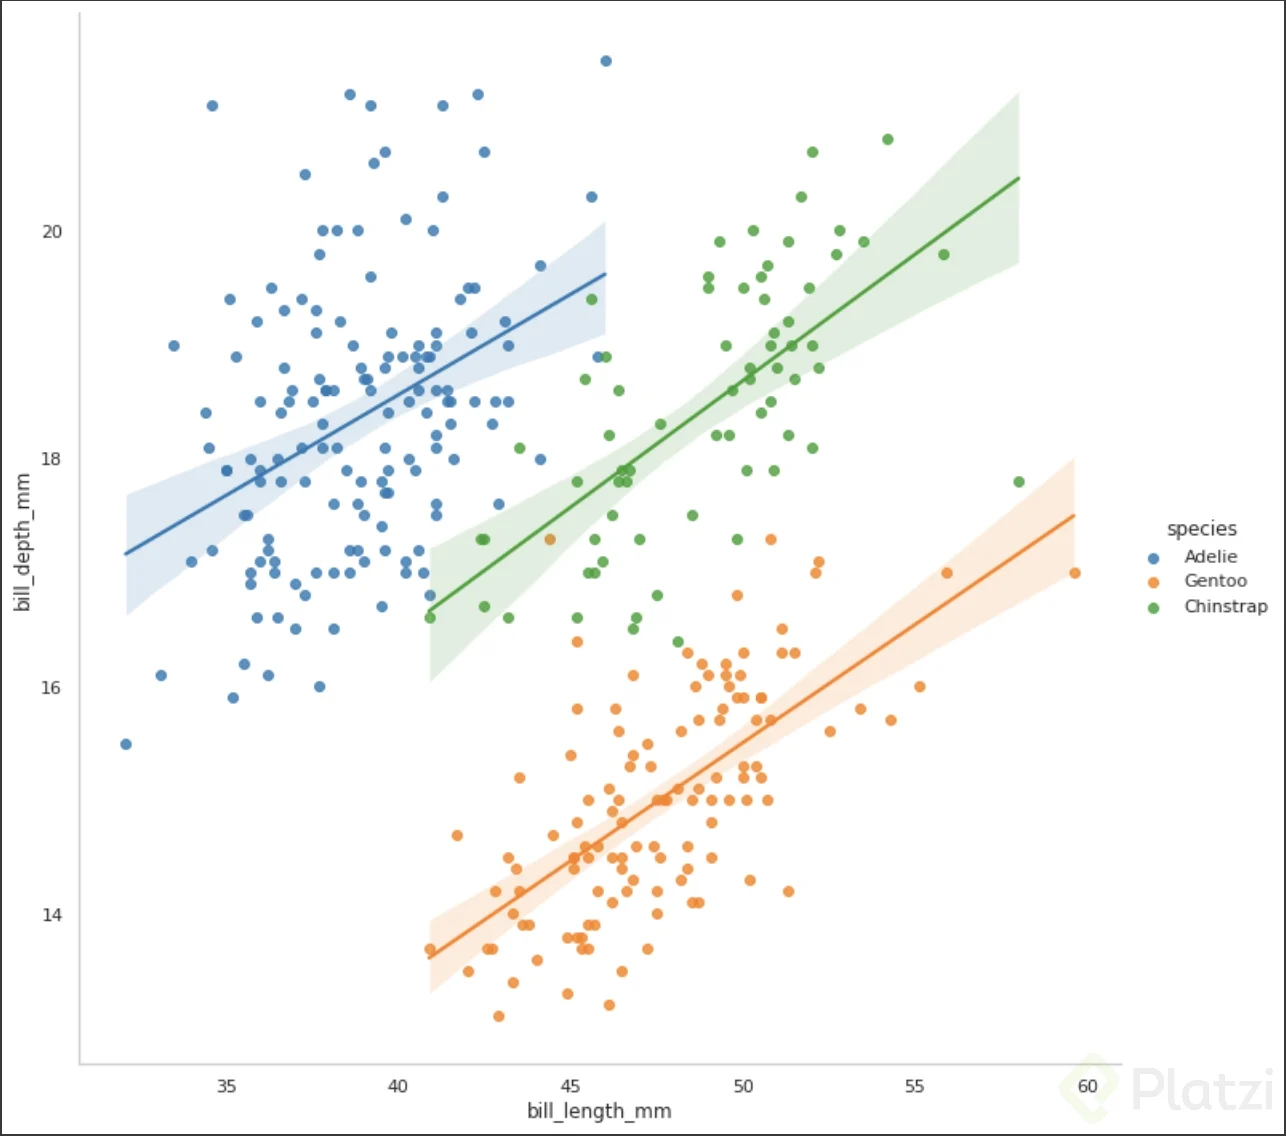 bill_depth_mm
20
18
16
14
35 40 45 50 55 60
bill_length_mm
species
Adelie
Gentoo
Chinstrap
Platzi